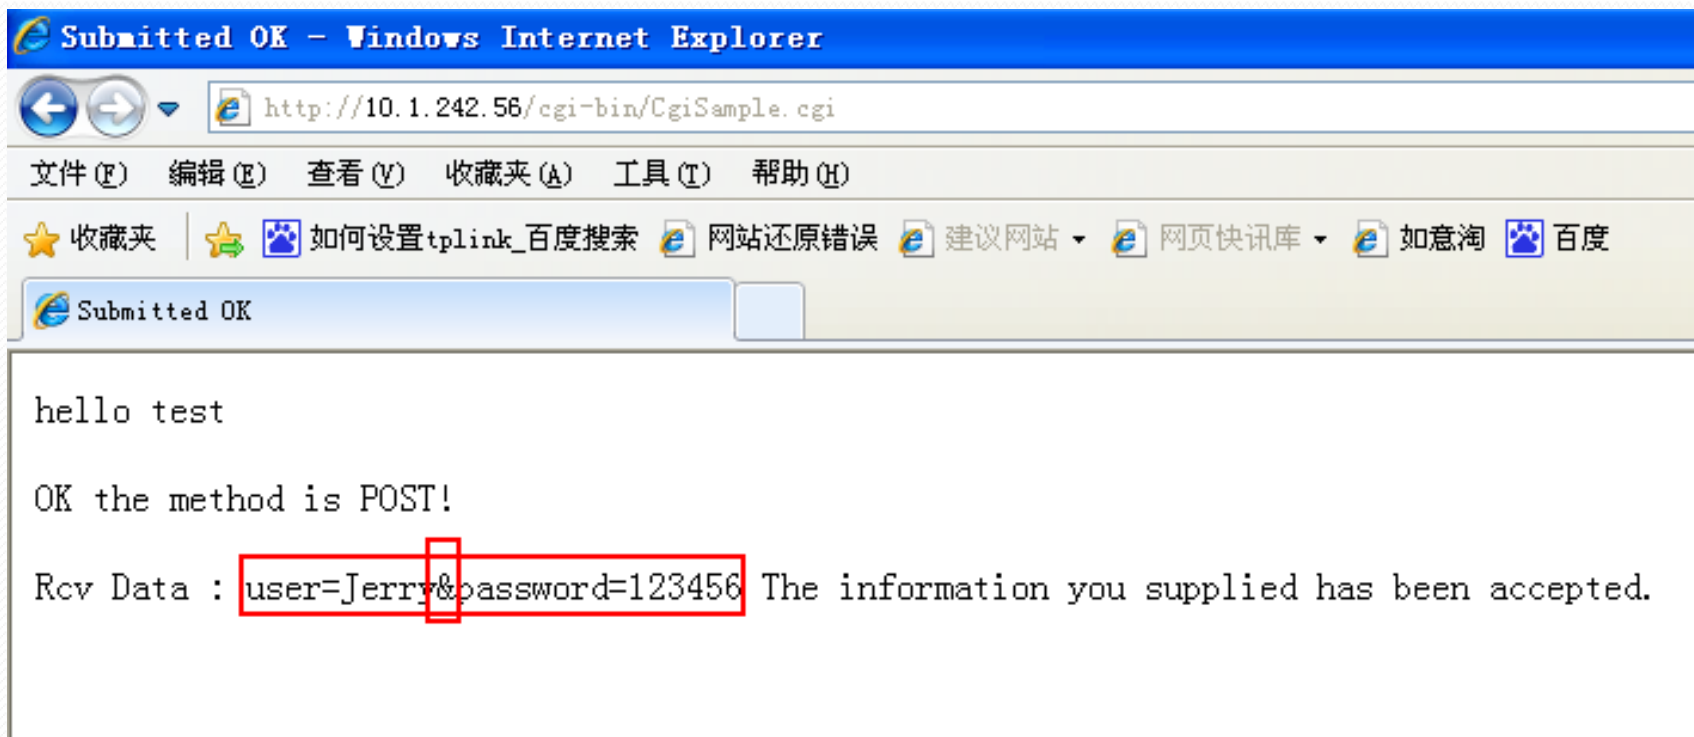 Submitted OK - Windows Internet Explorer
http://10.1.242.56/cgi-bin/CgiSample.cgi
文件(F) 编辑(E) 查看(V) 收藏夹(A) 工具(T) 帮助(H)
收藏夹 如何设置tplink_百度搜索 网站还原错误 建议网站 网页快讯库 如意淘 百度
Submitted OK
hello test
OK the method is POST!
Rcv Data : user=Jerry&password=123456 The information you supplied has been accepted.